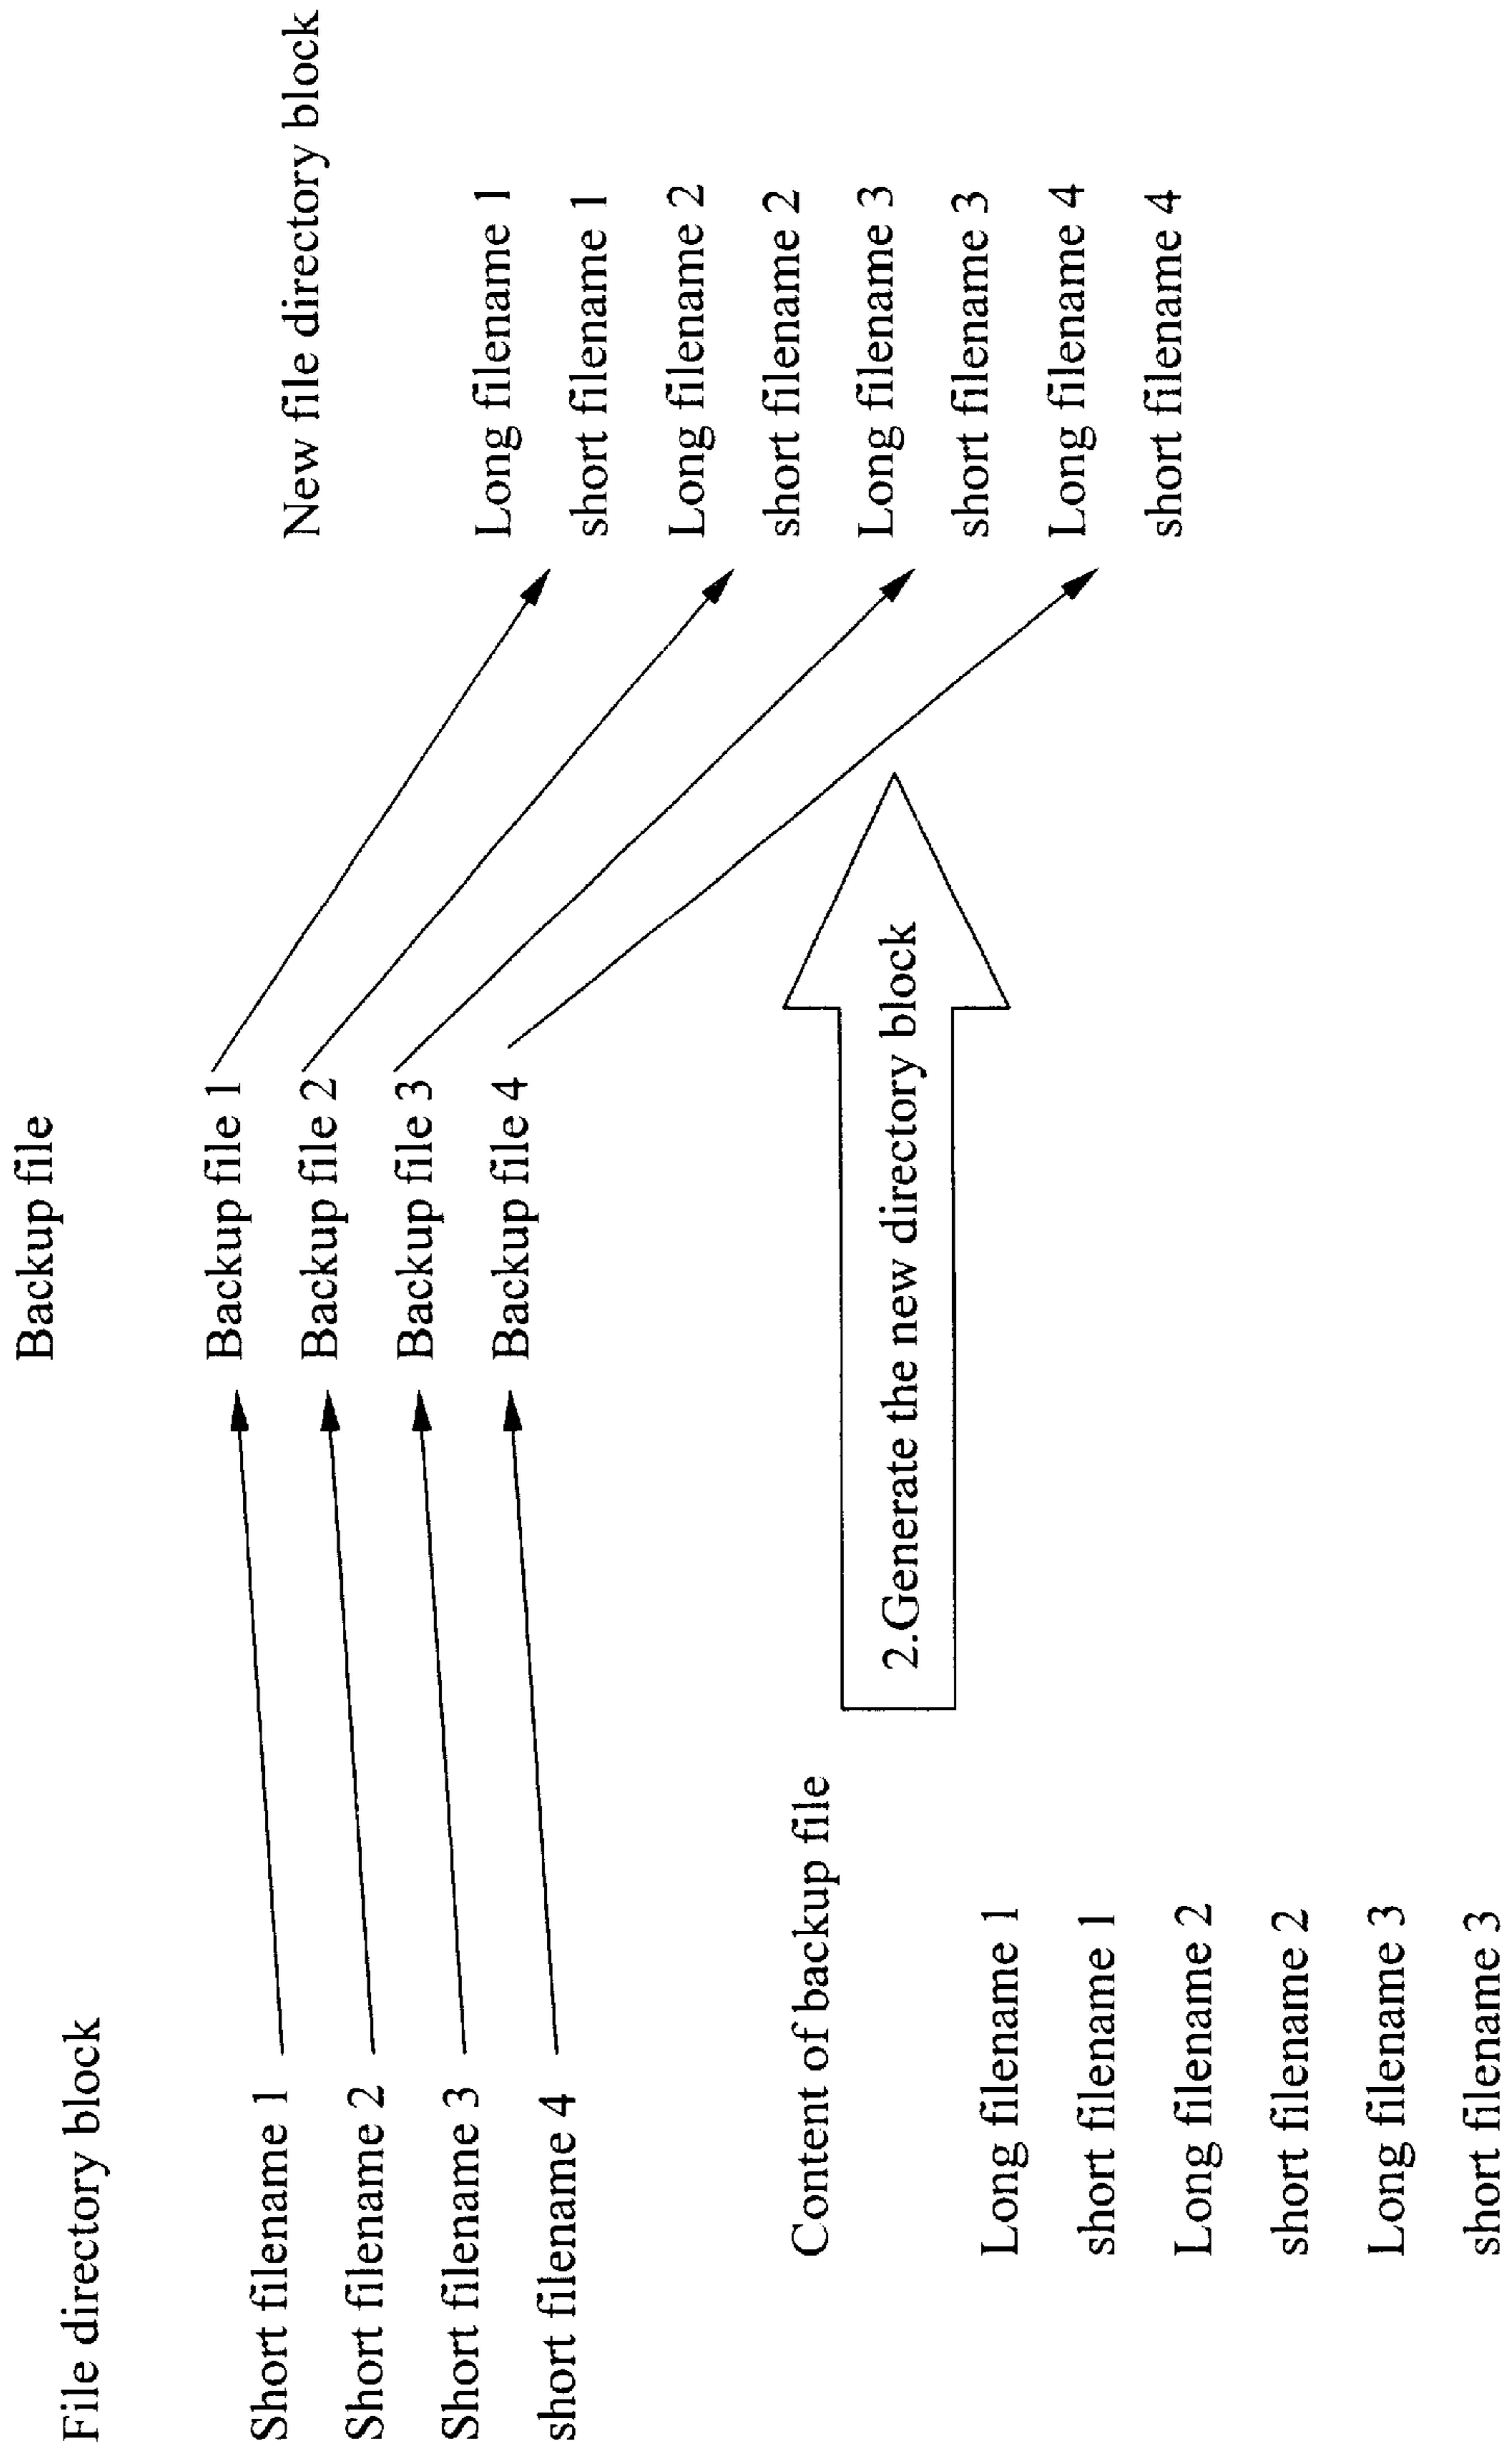 File directory block
Short filename 1
Short filename 2
Short filename 3
short filename 4
Backup file
Backup file 1
Backup file 2
Backup file 3
Backup file 4
New file directory block
Long filename 1
short filename 1
Long filename 2
short filename 2
Long filename 3
short filename 3
Long filename 4
short filename 4
Content of backup file
Long filename 1
short filename 1
Long filename 2
short filename 2
Long filename 3
short filename 3
2.Generate the new directory block